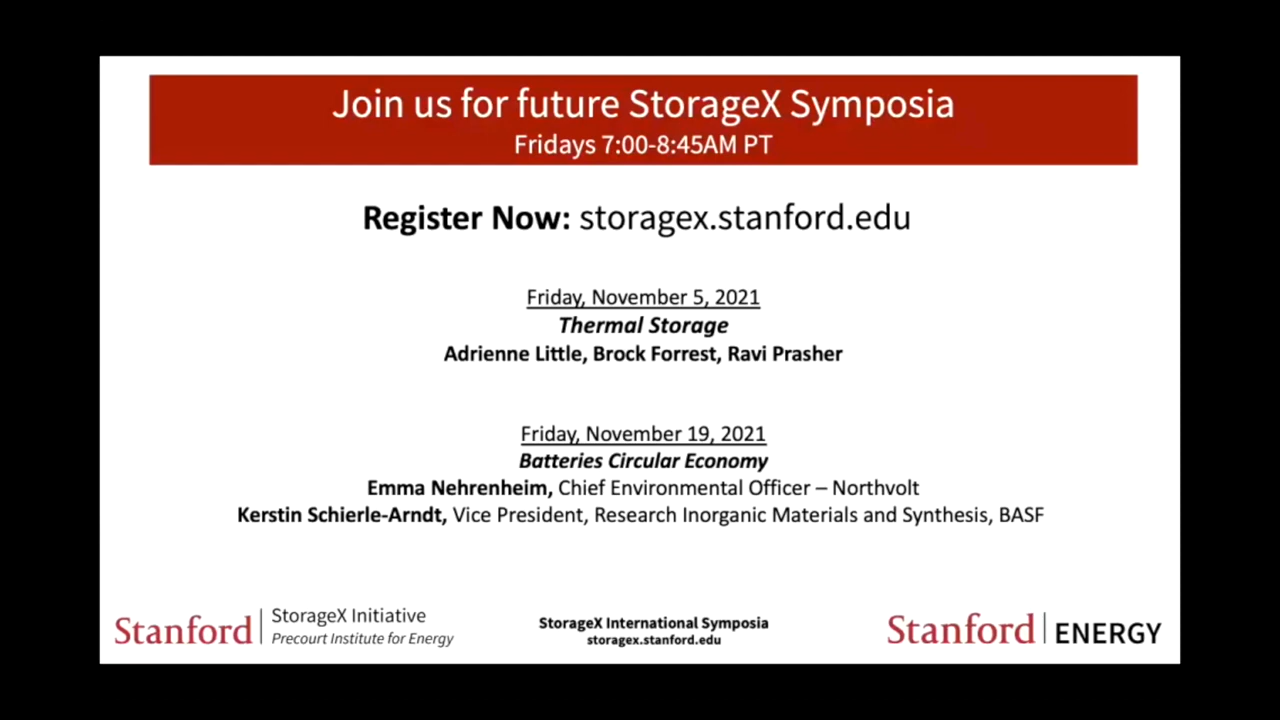 Join us for future StorageX Symposia
Fridays 7:00-8:45AM PT
Register Now: storagex.stanford.edu
Friday, November 5, 2021
Thermal Storage
Adrienne Little, Brock Forrest, Ravi Prasher
Friday, November 19, 2021
Batteries Circular Economy
Emma Nehrenheim, Chief Environmental Officer – Northvolt
Kerstin Schierle-Arndt, Vice President, Research Inorganic Materials and Synthesis, BASF
Stanford | StorageX Initiative
Precourt Institute for Energy
StorageX International Symposia
storagex.stanford.edu
Stanford | ENERGY